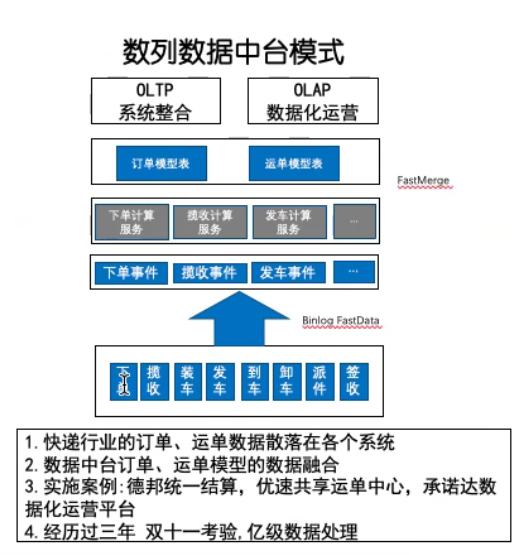 数列数据中台模式
OLTP
系统整合
OLAP
数据化运营
订单模型表
运单模型表
FastMerge
下单计算
服务
揽收计算
服务
发车计算
服务
...
下单事件
揽收事件
发车事件
...
Binlog FastData
下
揽收
装车
发车
到车
卸车
派件
签收
1. 快递行业的订单、运单数据散落在各个系统
2. 数据中台订单、运单模型的数据融合
3. 实施案例:德邦统一结算，优速共享运单中心，承诺达数
据化运营平台
4. 经历过三年 双十一考验,亿级数据处理